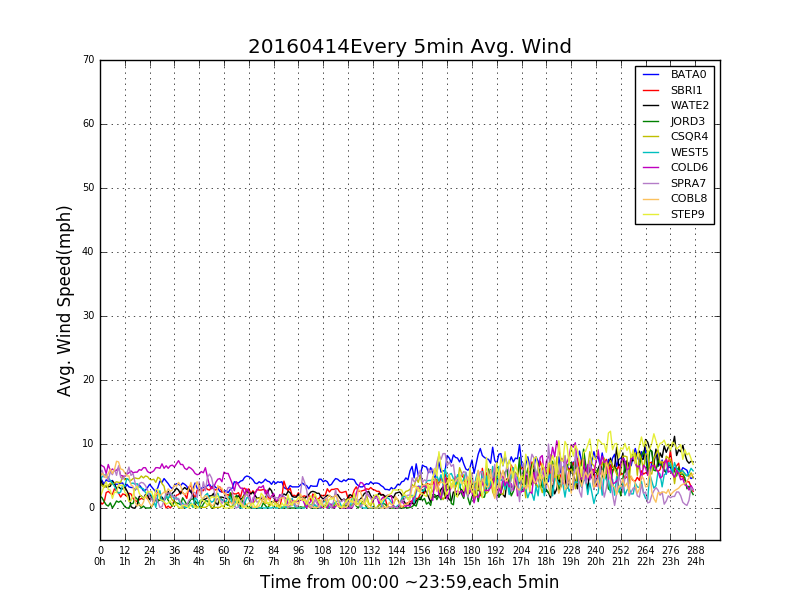 20160414Every 5min Avg. Wind
70
60
50
40
30
20
10
0
Avg. Wind Speed(mph)
BATA0
SBRI1
WATE2
JORD3
CSQR4
WEST5
COLD6
SPRA7
COBL8
STEP9
0 12 24 36 48 60 72 84 96 108 120 132 144 156 168 180 192 204 216 228 240 252 264 276 288
0h 1h 2h 3h 4h 5h 6h 7h 8h 9h 10h 11h 12h 13h 14h 15h 16h 17h 18h 19h 20h 21h 22h 23h 24h
Time from 00:00 ~23:59,each 5min